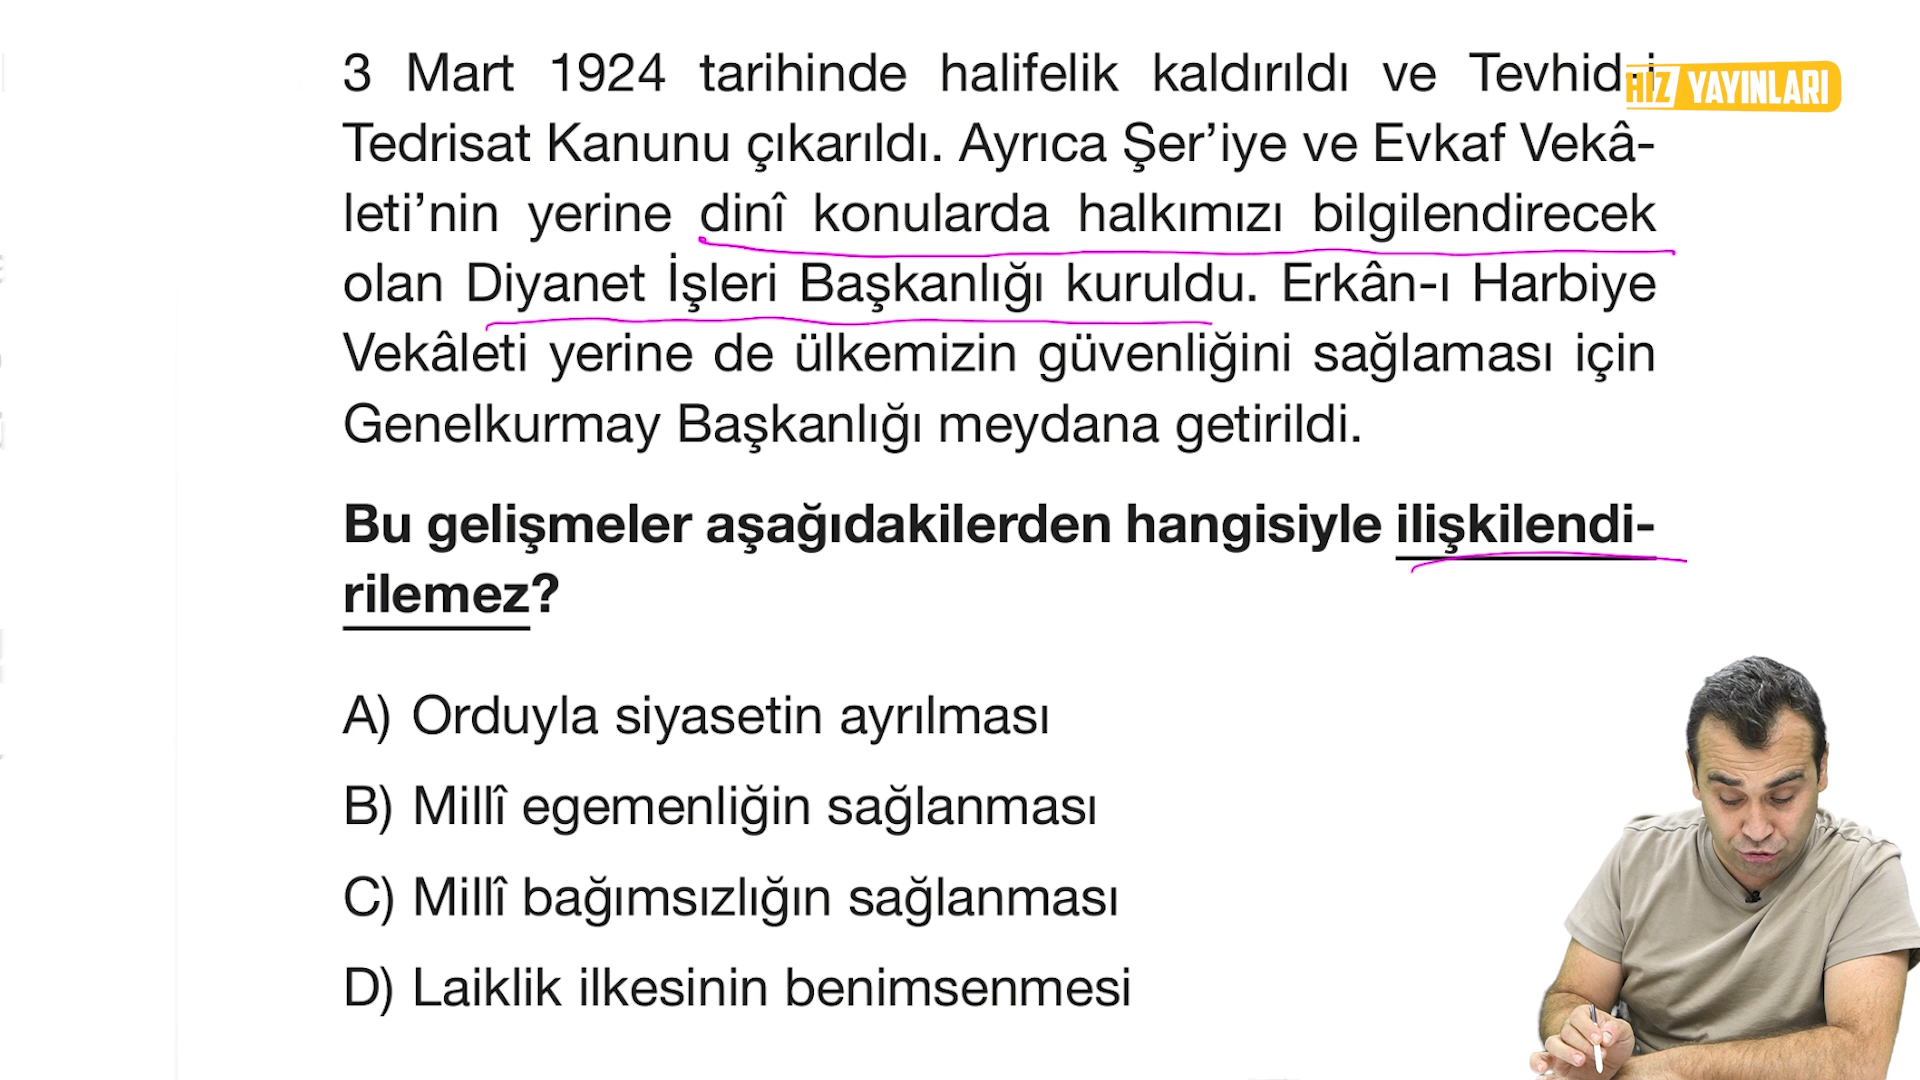 3 Mart 1924 tarihinde halifelik kaldırıldı ve Tevhid-i
HIZ YAYINLARI
Tedrisat Kanunu çıkarıldı. Ayrıca Şer’iye ve Evkaf Vekâ-
leti’nin yerine dinî konularda halkımızı bilgilendirecek
olan Diyanet İşleri Başkanlığı kuruldu. Erkân-ı Harbiye
Vekâleti yerine de ülkemizin güvenliğini sağlaması için
Genelkurmay Başkanlığı meydana getirildi.
Bu gelişmeler aşağıdakilerden hangisiyle ilişkilendi-
rilemez?
A) Orduyla siyasetin ayrılması
B) Millî egemenliğin sağlanması
C) Millî bağımsızlığın sağlanması
D) Laiklik ilkesinin benimsenmesi